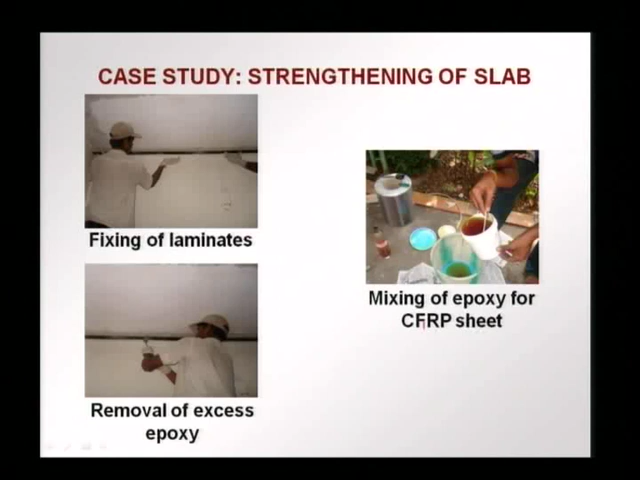 CASE STUDY: STRENGTHENING OF SLAB
Fixing of laminates
Removal of excess
epoxy
Mixing of epoxy for
CFRP sheet